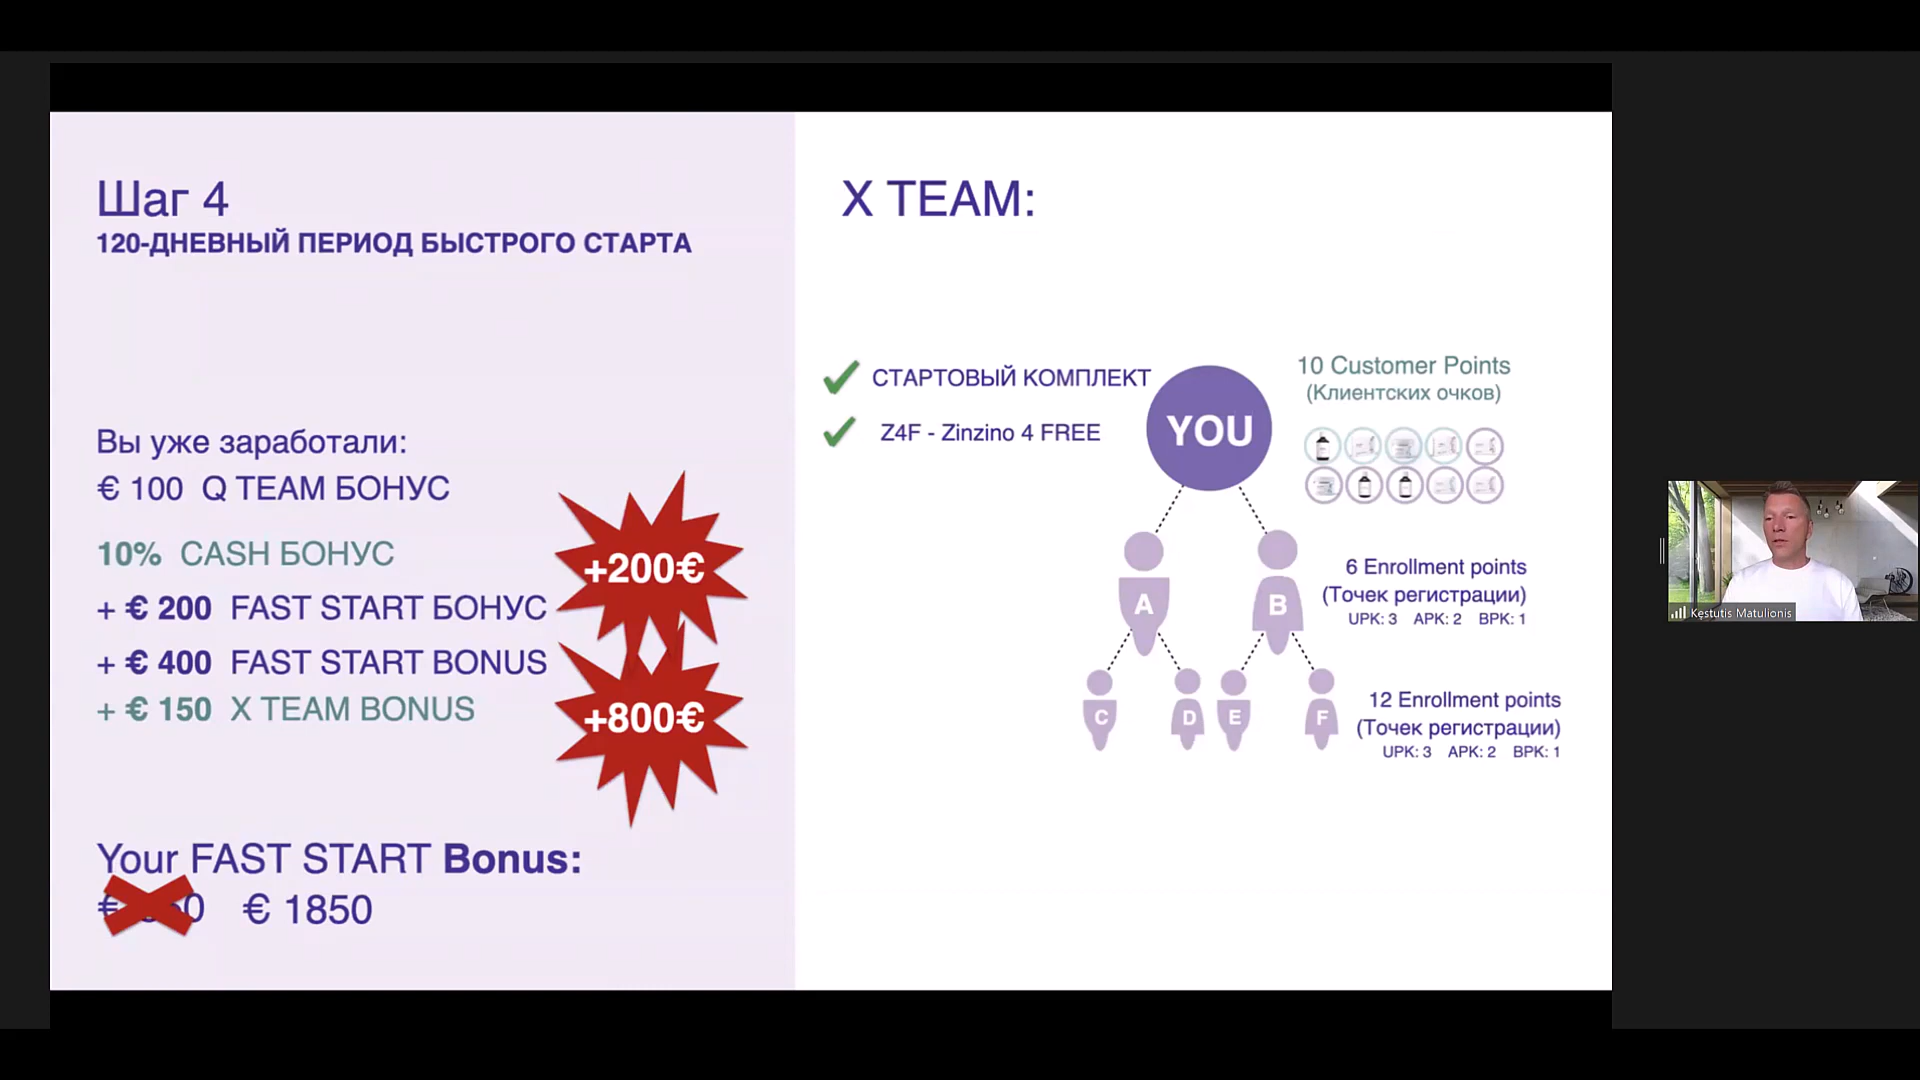 Шаг 4
120-ДНЕВНЫЙ ПЕРИОД БЫСТРОГО СТАРТА
Вы уже заработали:
€ 100 Q TEAM БОНУС
10% CASH БОНУС
+ € 200 FAST START БОНУС
+200€
+ € 400 FAST START BONUS
+ € 150 X TEAM BONUS
+800€
Your FAST START Bonus:
€ 1850
X TEAM:
СТАРТОВЫЙ КОМПЛЕКТ
Z4F - Zinzino 4 FREE
YOU
10 Customer Points
(Клиентских очков)
A
B
6 Enrollment points
(Точек регистрации)
UPK: 3 APK: 2 BPK: 1
C
D
E
F
12 Enrollment points
(Точек регистрации)
UPK: 3 APK: 2 BPK: 1
Kęstutis Matulionis